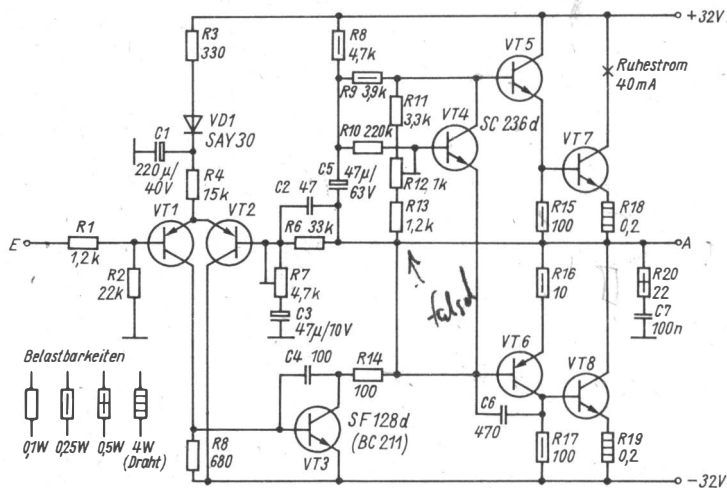 +32V
R3
330
R8
4,7k
VT5
Ruhestrom
40mA
R9 3,9k
R11
3,3k
VD1
SAY30
C1
220µ/
40V
VT4
SC 236d
R10 220k
VT7
C5
47µ/
63V
R12 1k
R4
15k
C2 47
R13
1,2k
R15
100
R18
0,2
VT1
VT2
R6 33k
E
R1
1,2k
A
R2
22k
R7
4,7k
C3
47µ/10V
falsch
R16
10
R20
22
C7
100n
VT6
VT8
Belastbarkeiten
C4 100
R14
100
C6
470
SF 128d
(BC 211)
VT3
R8
680
R17
100
R19
0,2
0,1W
0,25W
0,5W
4W
(Draht)
-32V